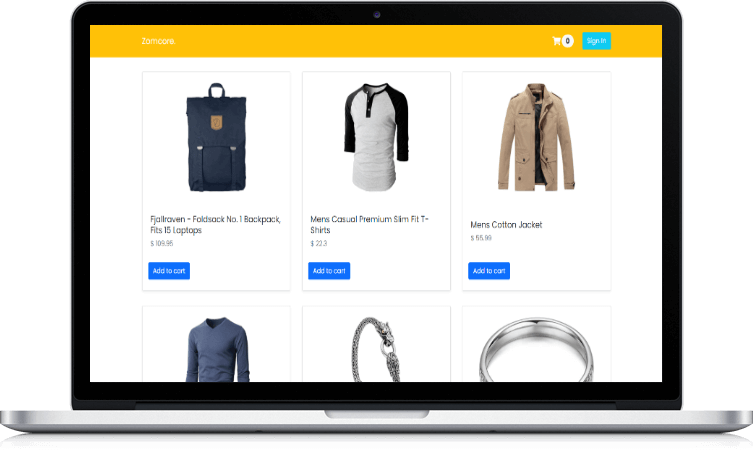 Zomcore.
0
Sign In
Fjallraven - Foldsack No. 1 Backpack,
Fits 15 Laptops
$ 109.95
Add to cart
Mens Casual Premium Slim Fit T-
Shirts
$ 22.3
Add to cart
Mens Cotton Jacket
$ 55.99
Add to cart